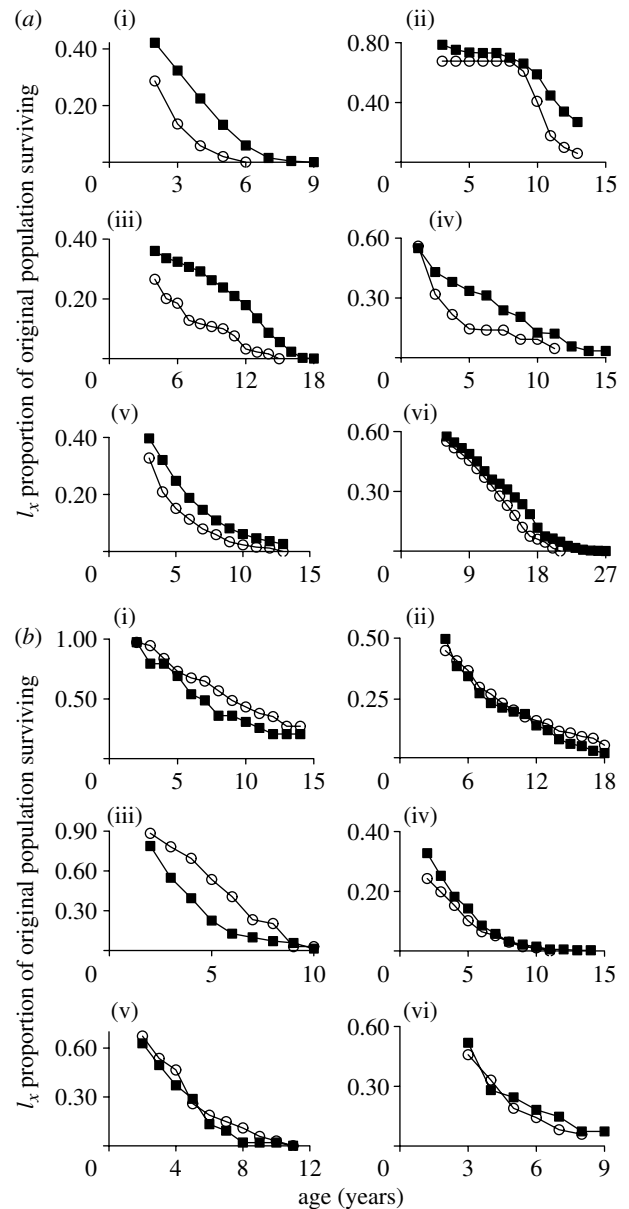 (a) (i) (ii)
0.40 0.80
0.20 0.40
0 3 6 9 0 5 10 15
(iii) (iv)
0.40 0.60
0.20 0.30
0 6 12 18 0 5 10 15
(v) (vi)
0.40 0.60
0.20 0.30
0 5 10 15 0 9 18 27
lx proportion of original population surviving
(b) (i) (ii)
1.00 0.50
0.50 0.25
0 5 10 15 0 6 12 18
(iii) (iv)
0.90 0.40
0.60
0.30 0.20
0 5 10 0 5 10 15
(v) (vi)
0.60 0.60
0.30 0.30
0 4 8 12 0 3 6 9
lx proportion of original population surviving
age (years)